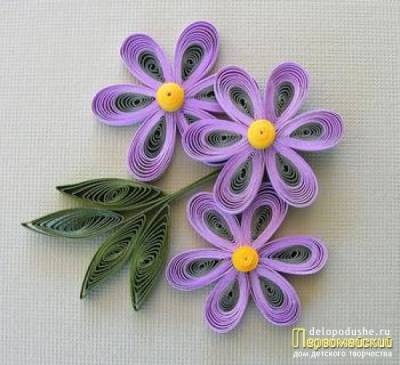 delopodushe.ru
Первомайский
дом детского творчества